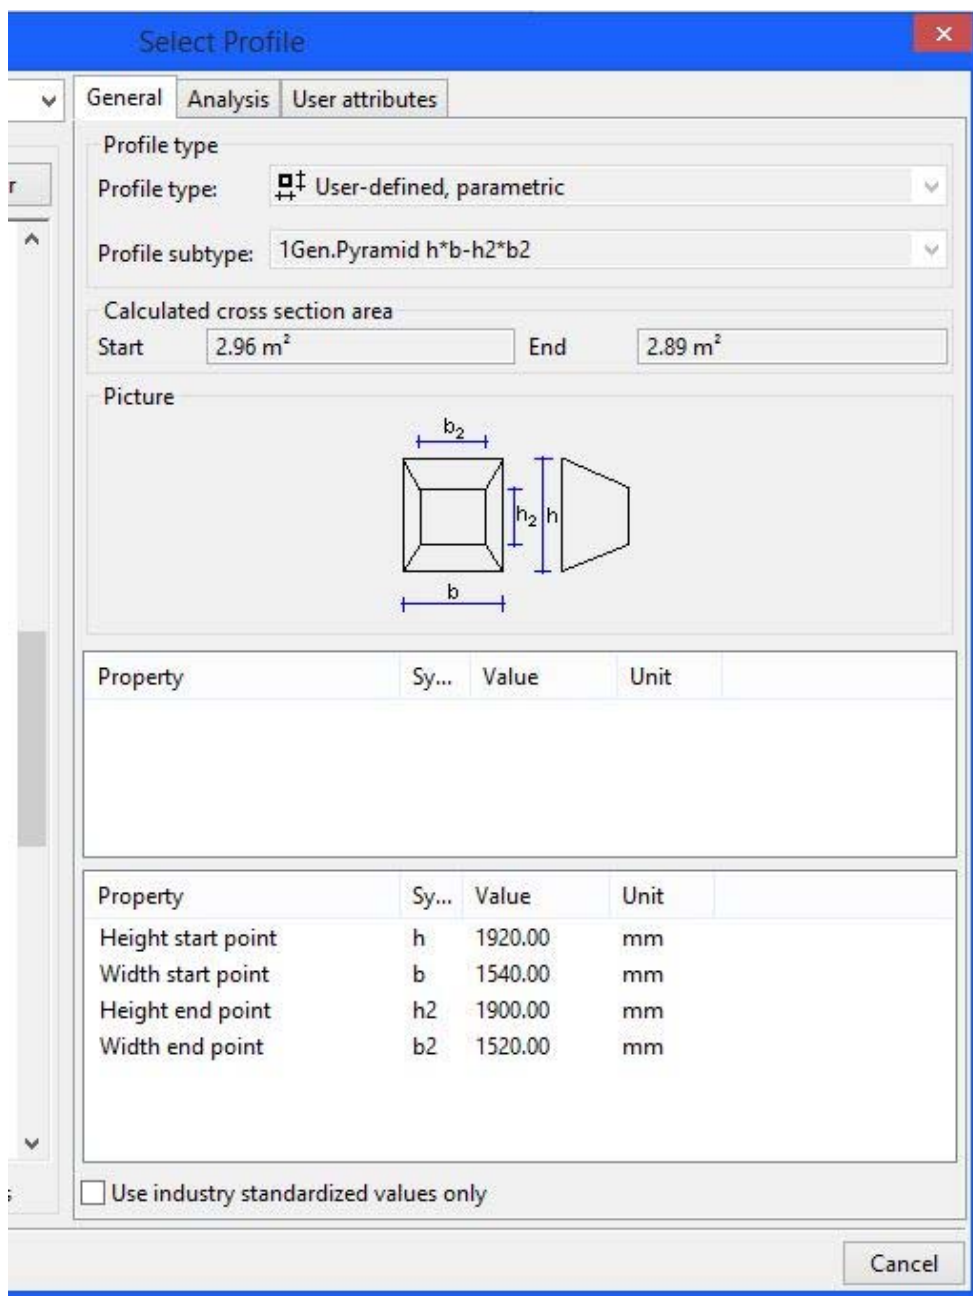 Select Profile
General Analysis User attributes
Profile type
r
Profile type: User-defined, parametric
Profile subtype: 1Gen.Pyramid h*b-h2*b2
Calculated cross section area
Start 2.96 m² End 2.89 m²
Picture
b₂
h₂ h
b
Property Sy... Value Unit
Property Sy... Value Unit
Height start point h 1920.00 mm
Width start point b 1540.00 mm
Height end point h2 1900.00 mm
Width end point b2 1520.00 mm
Use industry standardized values only
Cancel